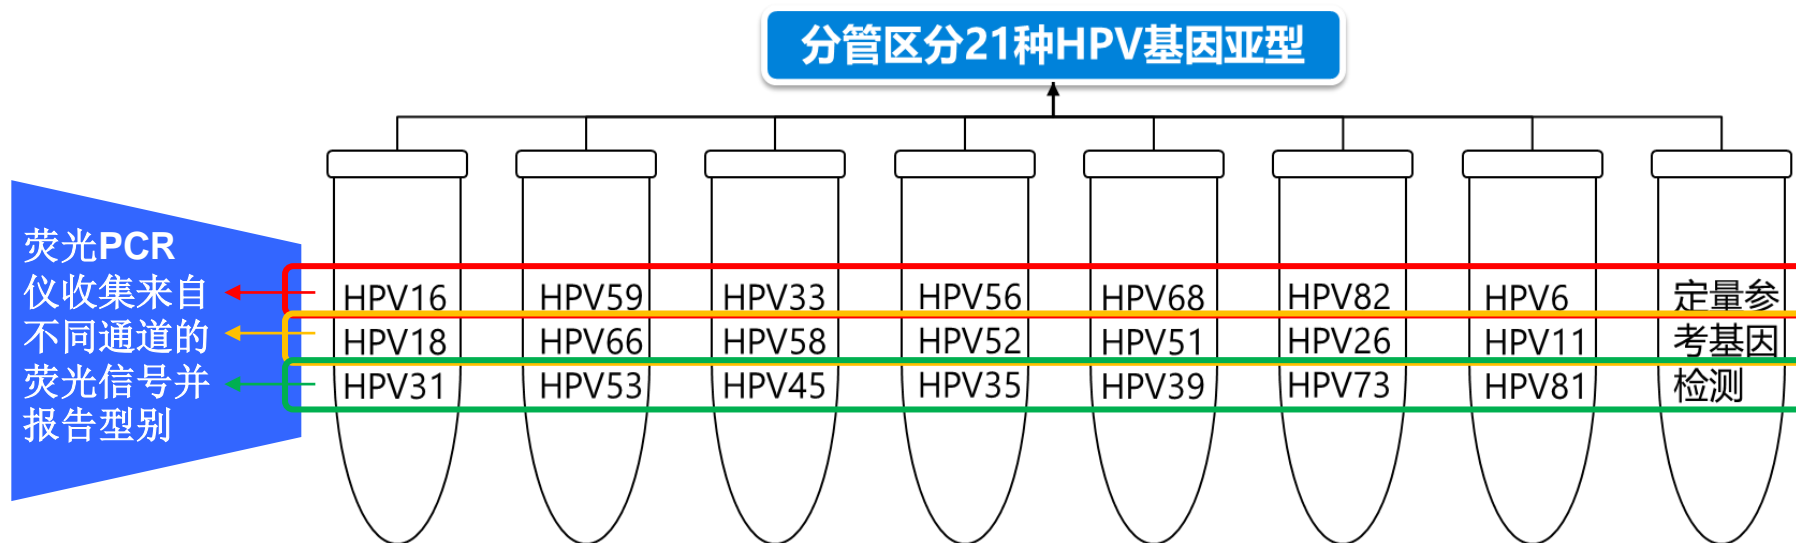 分管区分21种HPV基因亚型
荧光PCR
仪收集来自
不同通道的
荧光信号并
报告型别
HPV16
HPV18
HPV31
HPV59
HPV66
HPV53
HPV33
HPV58
HPV45
HPV56
HPV52
HPV35
HPV68
HPV51
HPV39
HPV82
HPV26
HPV73
HPV6
HPV11
HPV81
定量参
考基因
检测